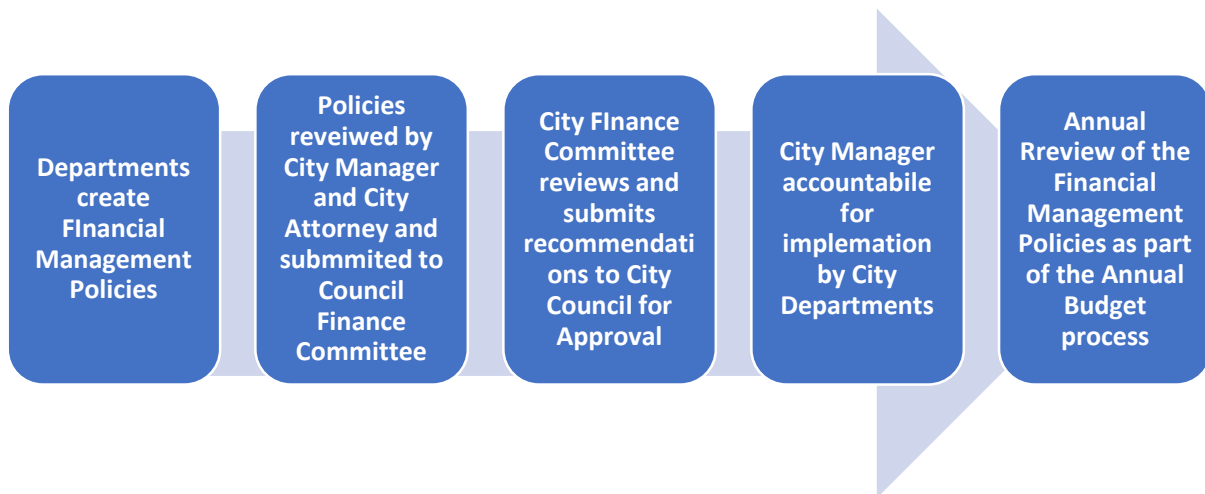 Departments
create
FInancial
Management
Policies
Policies
reveiwed by
City Manager
and City
Attorney and
submmited to
Council
Finance
Committee
City FInance
Committee
reviews and
submits
recommendati
ons to City
Council for
Approval
City Manager
accountabile
for
implemation
by City
Departments
Annual
Rreview of the
Financial
Management
Policies as part
of the Annual
Budget
process